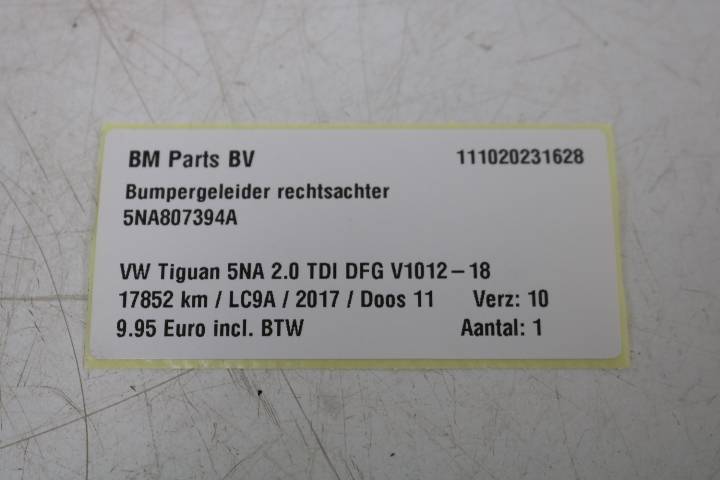 BM Parts BV 111020231628
Bumpergeleider rechtsachter
5NA807394A
VW Tiguan 5NA 2.0 TDI DFG V1012-18
17852 km / LC9A / 2017 / Doos 11 Verz: 10
9.95 Euro incl. BTW Aantal: 1